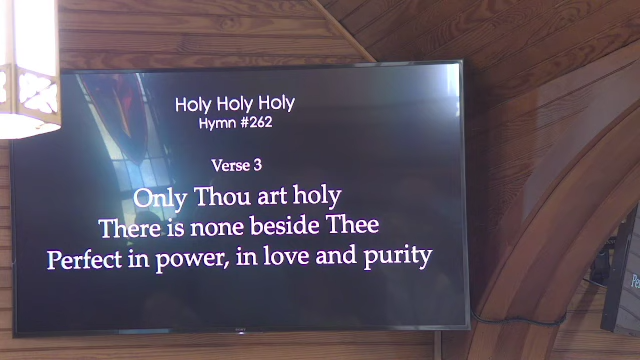 Holy Holy Holy
Hymn #262
Verse 3
Only Thou art holy
There is none beside Thee
Perfect in power, in love and purity